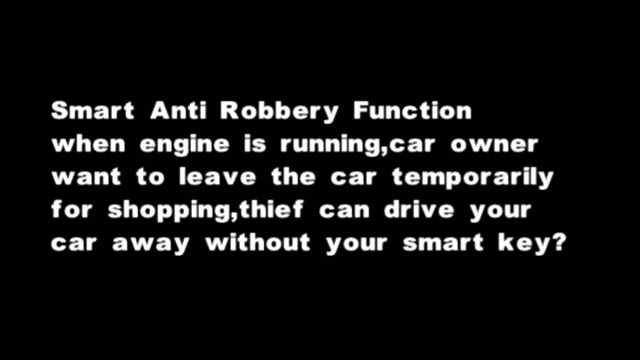 Smart Anti Robbery Function
when engine is running,car owner
want to leave the car temporarily
for shopping,thief can drive your
car away without your smart key?